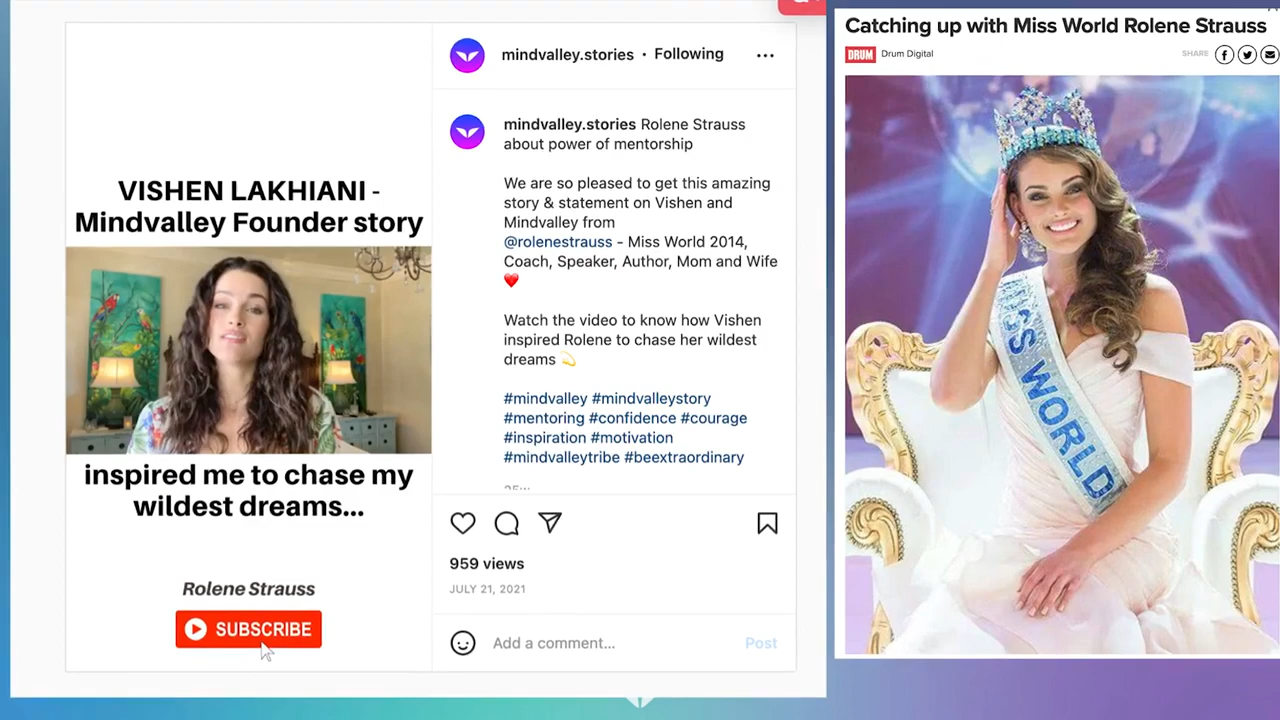 VISHEN LAKHIANI -
Mindvalley Founder story
inspired me to chase my
wildest dreams...
Rolene Strauss
SUBSCRIBE
mindvalley.stories • Following
mindvalley.stories Rolene Strauss
about power of mentorship
We are so pleased to get this amazing
story & statement on Vishen and
Mindvalley from
@rolenestrauss - Miss World 2014,
Coach, Speaker, Author, Mom and Wife
❤️
Watch the video to know how Vishen
inspired Rolene to chase her wildest
dreams 💫
#mindvalley #mindvalleystory
#mentoring #confidence #courage
#inspiration #motivation
#mindvalleytribe #beextraordinary
959 views
JULY 21, 2021
Add a comment...
Post
Catching up with Miss World Rolene Strauss
DRUM
Drum Digital
SHARE
MISS WORLD